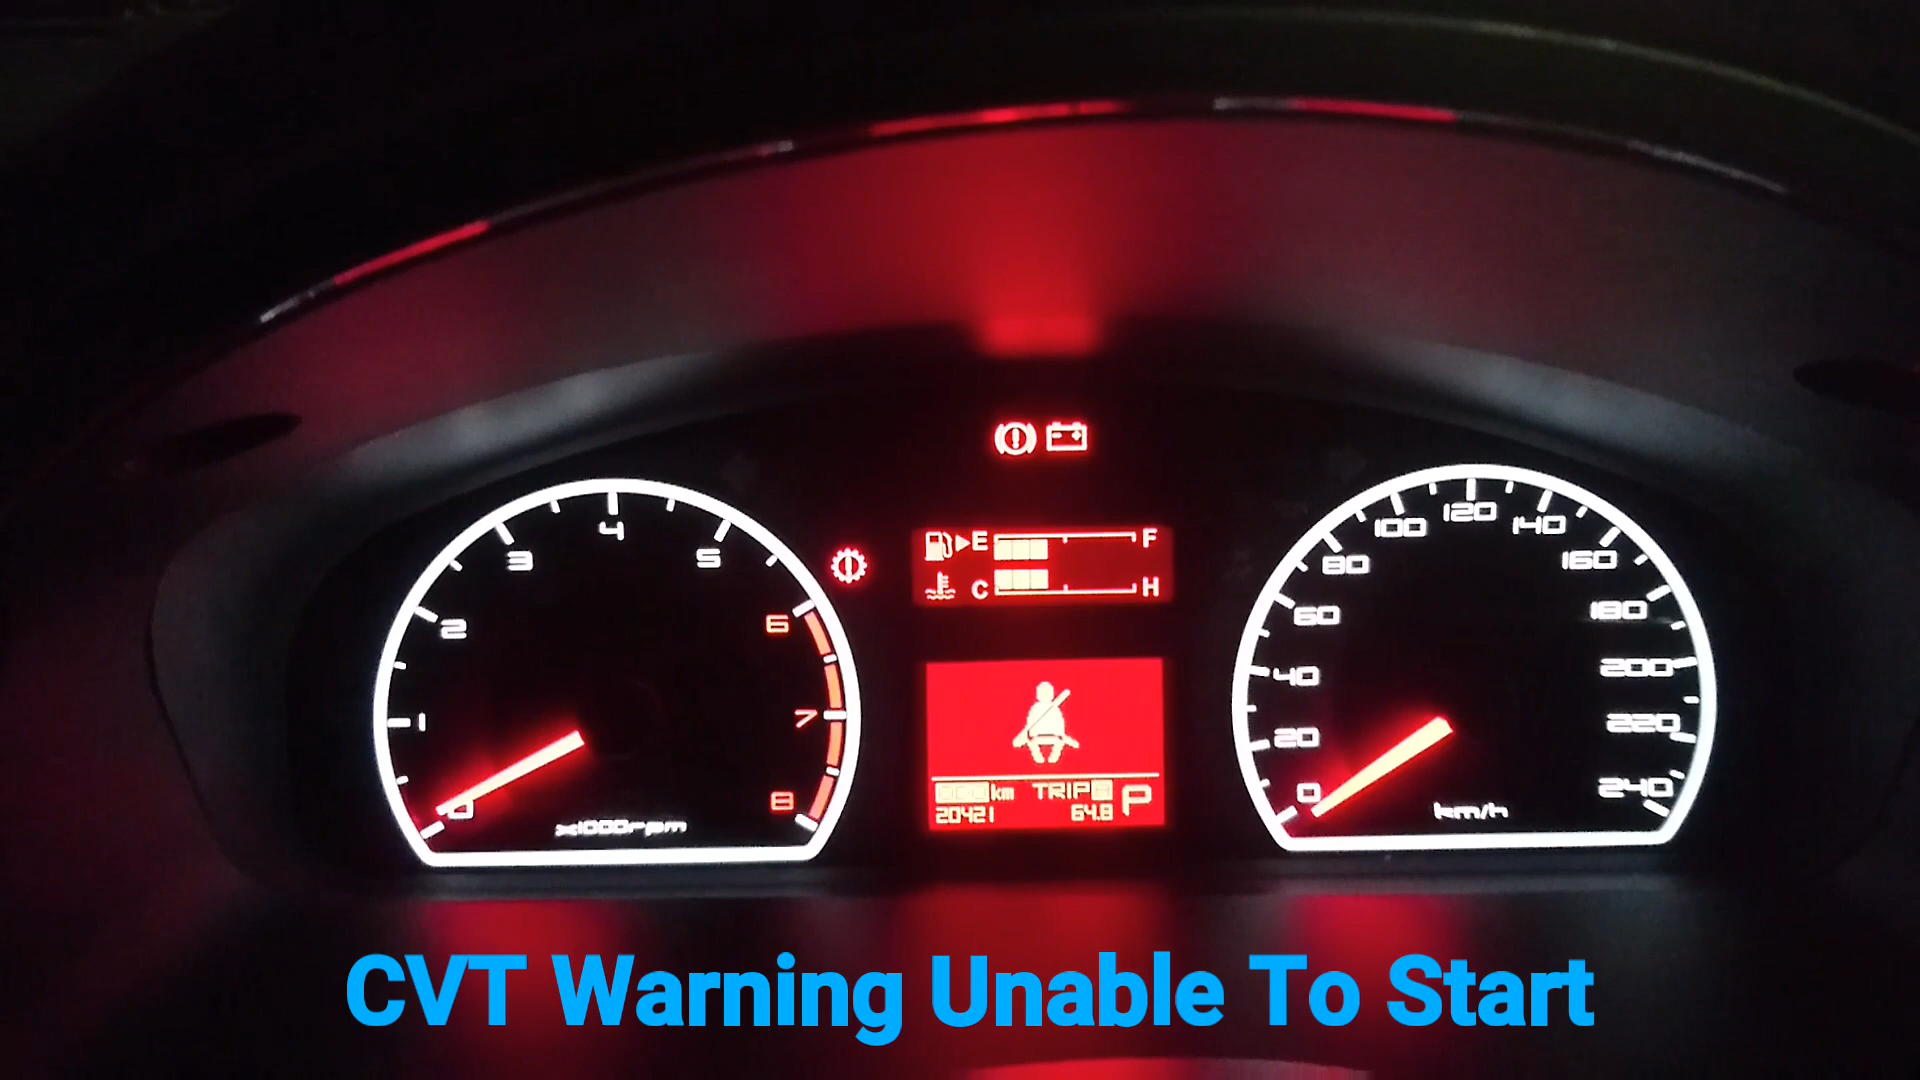 E F
C H
0 1 2 3 4 5 6 7 8
x1000rpm
0 20 40 60 80 100 120 140 160 180 200 220 240
km/h
km TRIP P
20421 64.8
CVT Warning Unable To Start